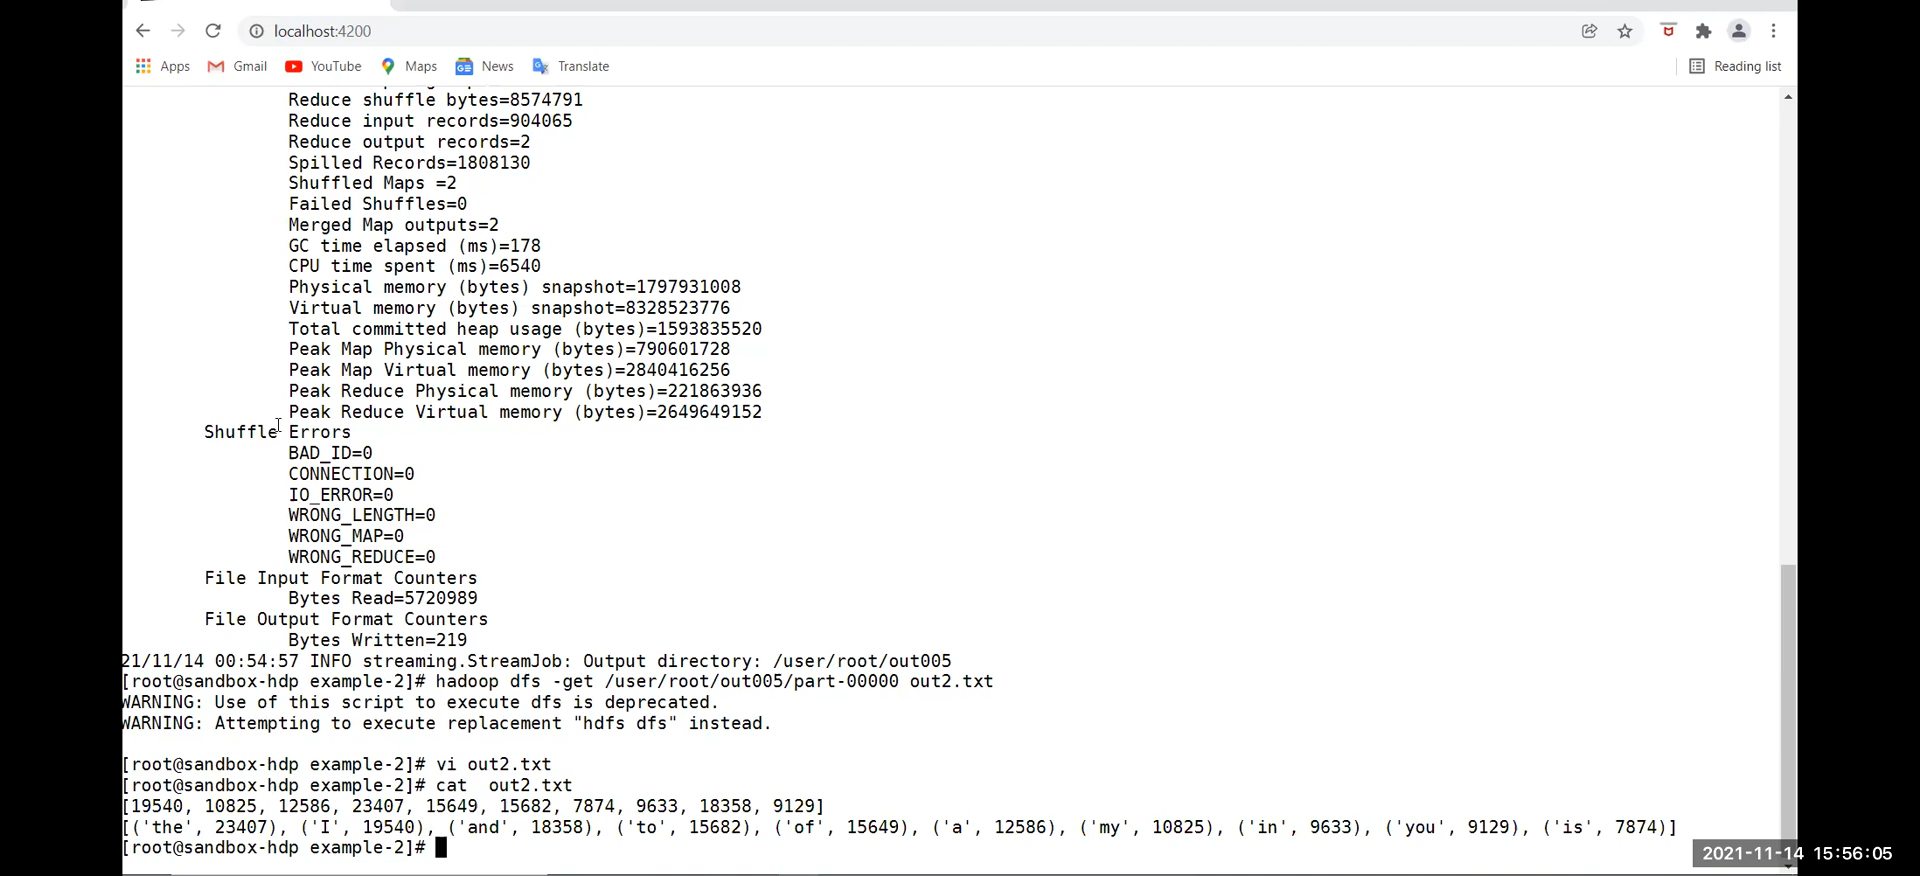 localhost:4200
Apps Gmail YouTube Maps News Translate Reading list
Reduce shuffle bytes=8574791
Reduce input records=904065
Reduce output records=2
Spilled Records=1808130
Shuffled Maps =2
Failed Shuffles=0
Merged Map outputs=2
GC time elapsed (ms)=178
CPU time spent (ms)=6540
Physical memory (bytes) snapshot=1797931008
Virtual memory (bytes) snapshot=8328523776
Total committed heap usage (bytes)=1593835520
Peak Map Physical memory (bytes)=790601728
Peak Map Virtual memory (bytes)=2840416256
Peak Reduce Physical memory (bytes)=221863936
Peak Reduce Virtual memory (bytes)=2649649152
Shuffle Errors
BAD_ID=0
CONNECTION=0
IO_ERROR=0
WRONG_LENGTH=0
WRONG_MAP=0
WRONG_REDUCE=0
File Input Format Counters
Bytes Read=5720989
File Output Format Counters
Bytes Written=219
21/11/14 00:54:57 INFO streaming.StreamJob: Output directory: /user/root/out005
[root@sandbox-hdp example-2]# hadoop dfs -get /user/root/out005/part-00000 out2.txt
WARNING: Use of this script to execute dfs is deprecated.
WARNING: Attempting to execute replacement "hdfs dfs" instead.
[root@sandbox-hdp example-2]# vi out2.txt
[root@sandbox-hdp example-2]# cat  out2.txt
[19540, 10825, 12586, 23407, 15649, 15682, 7874, 9633, 18358, 9129]
[('the', 23407), ('I', 19540), ('and', 18358), ('to', 15682), ('of', 15649), ('a', 12586), ('my', 10825), ('in', 9633), ('you', 9129), ('is', 7874)]
[root@sandbox-hdp example-2]#
2021-11-14 15:56:05